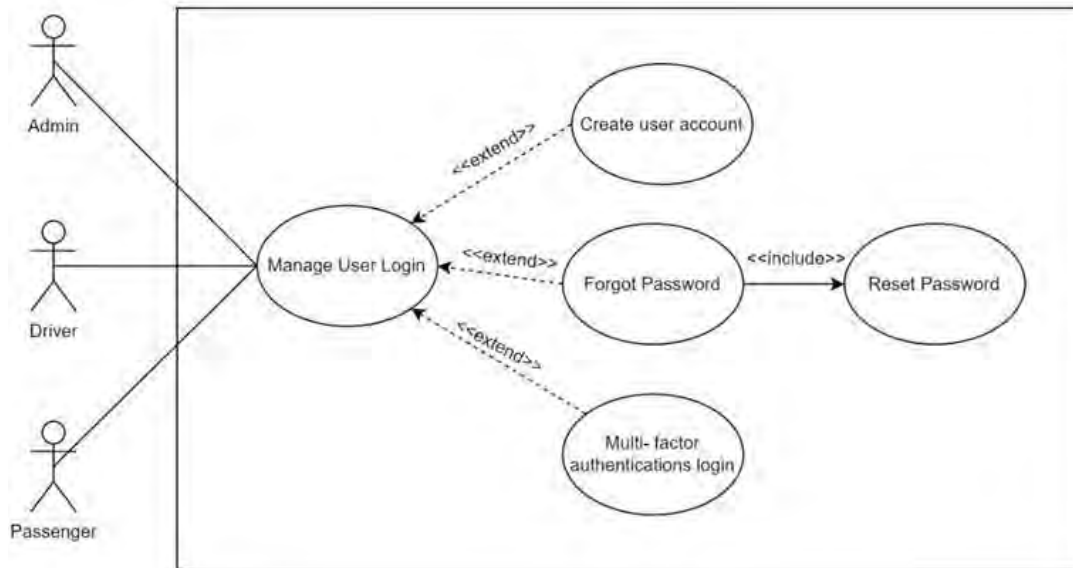 Admin
Create user account
<<extend>>
Manage User Login
<<extend>>
Forgot Password
<<include>>
Reset Password
Driver
<<extend>>
Multi- factor
authentications login
Passenger